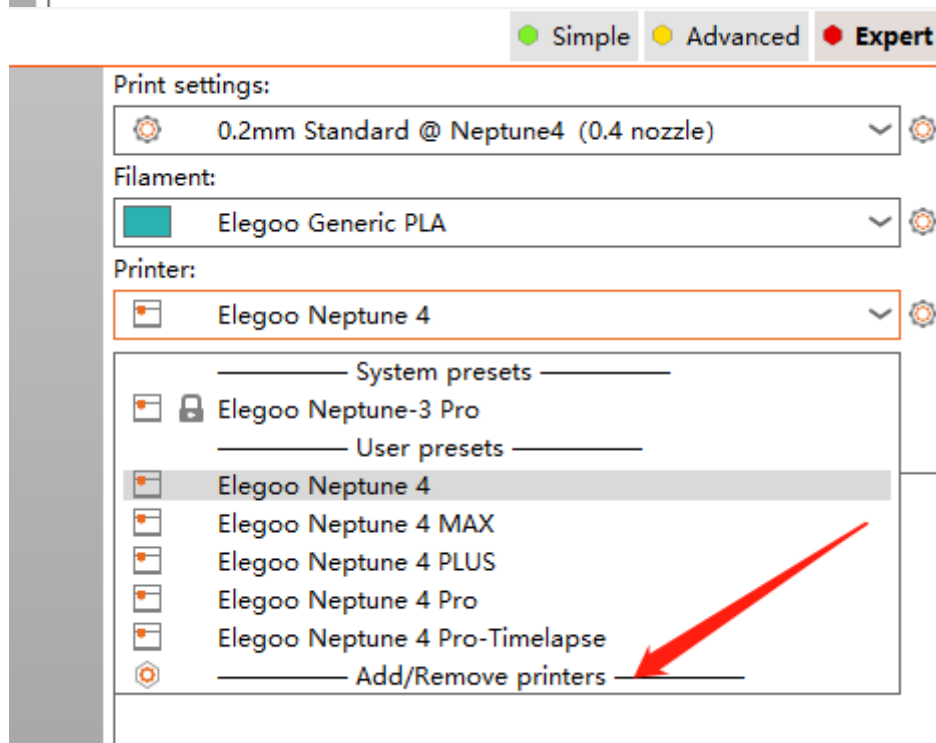 Simple Advanced Expert
Print settings:
0.2mm Standard @ Neptune4 (0.4 nozzle)
Filament:
Elegoo Generic PLA
Printer:
Elegoo Neptune 4
System presets
Elegoo Neptune-3 Pro
User presets
Elegoo Neptune 4
Elegoo Neptune 4 MAX
Elegoo Neptune 4 PLUS
Elegoo Neptune 4 Pro
Elegoo Neptune 4 Pro-Timelapse
Add/Remove printers